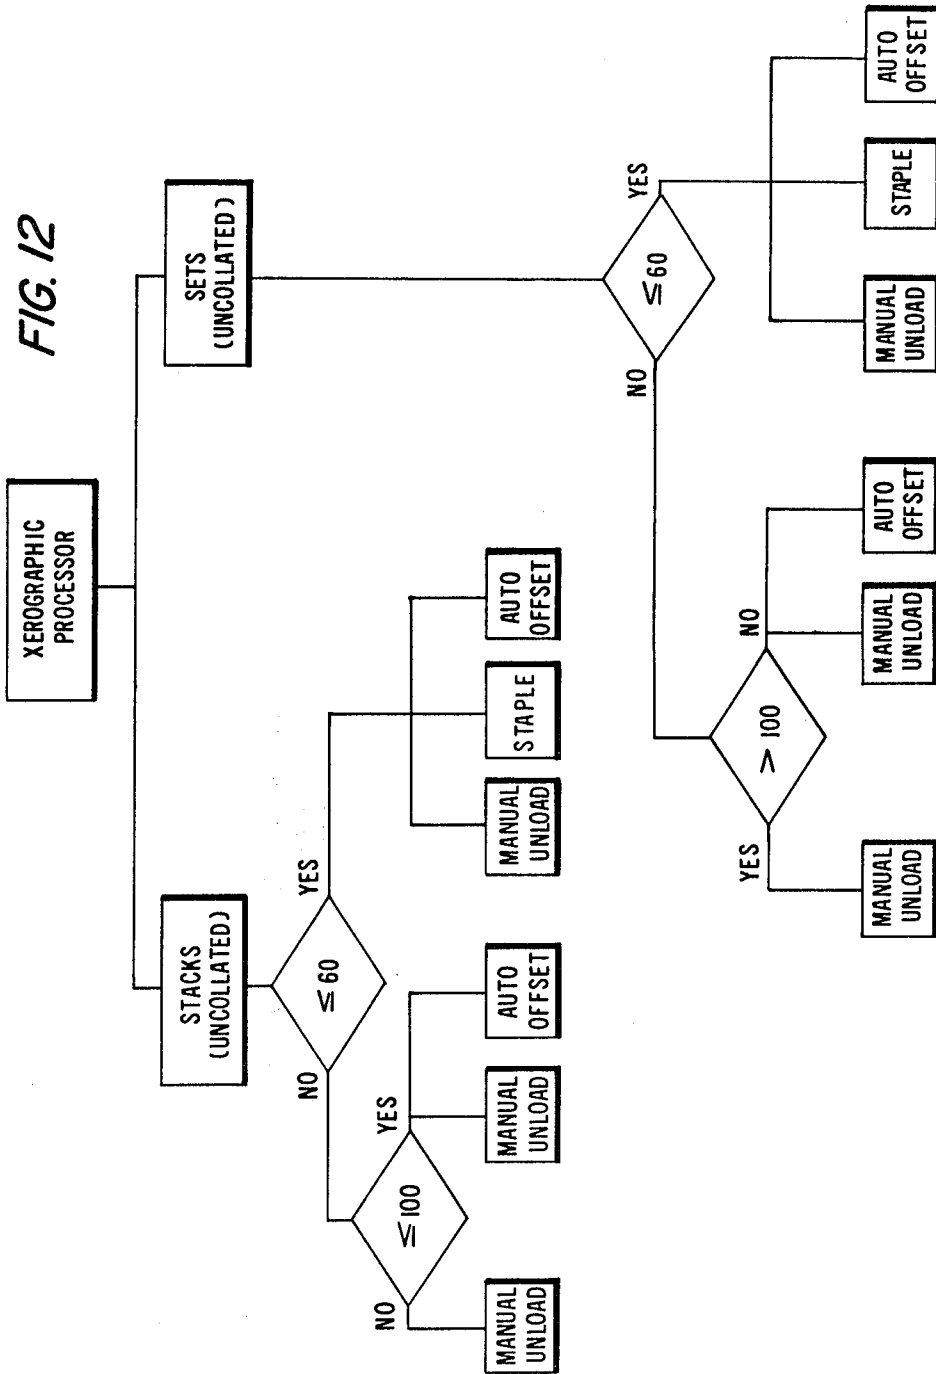 FIG. 12
XEROGRAPHIC
PROCESSOR
STACKS
(UNCOLLATED)
SETS
(UNCOLLATED)
≤ 60
NO
YES
≤ 100
NO
YES
MANUAL
UNLOAD
MANUAL
UNLOAD
AUTO
OFFSET
MANUAL
UNLOAD
STAPLE
AUTO
OFFSET
≤ 60
NO
YES
> 100
YES
NO
MANUAL
UNLOAD
MANUAL
UNLOAD
AUTO
OFFSET
MANUAL
UNLOAD
STAPLE
AUTO
OFFSET